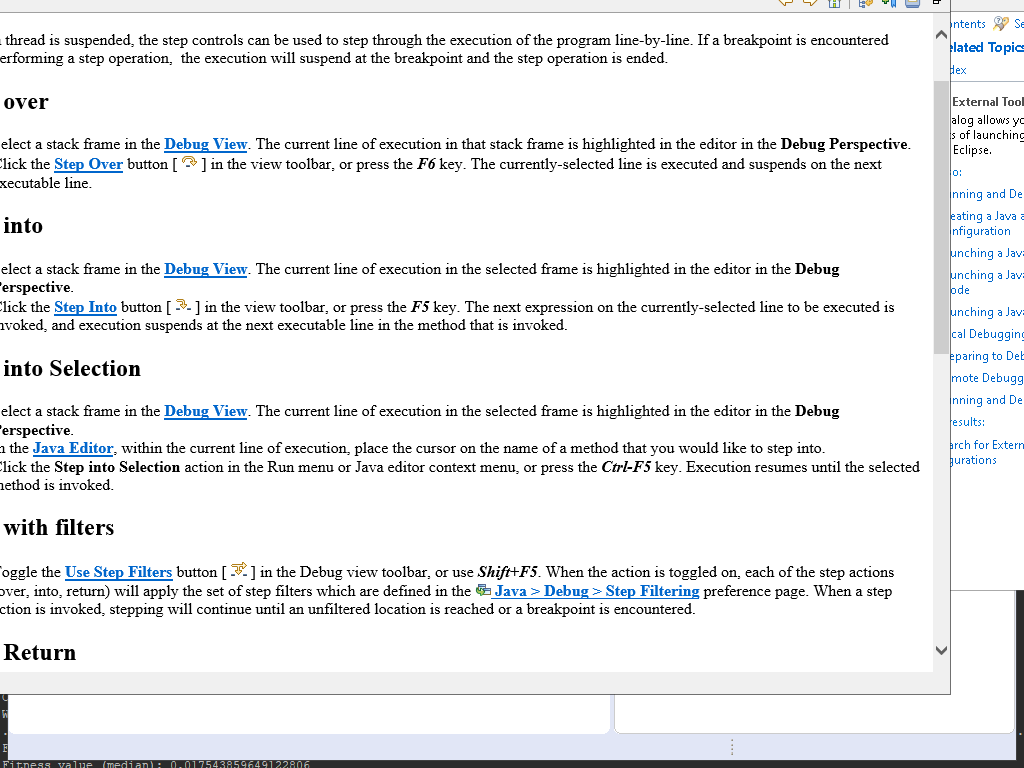 thread is suspended, the step controls can be used to step through the execution of the program line-by-line. If a breakpoint is encountered
erforming a step operation,  the execution will suspend at the breakpoint and the step operation is ended.
over
elect a stack frame in the Debug View. The current line of execution in that stack frame is highlighted in the editor in the Debug Perspective.
Click the Step Over button [ ] in the view toolbar, or press the F6 key. The currently-selected line is executed and suspends on the next
xecutable line.
into
elect a stack frame in the Debug View. The current line of execution in the selected frame is highlighted in the editor in the Debug
Perspective.
Click the Step Into button [ ] in the view toolbar, or press the F5 key. The next expression on the currently-selected line to be executed is
nvoked, and execution suspends at the next executable line in the method that is invoked.
into Selection
elect a stack frame in the Debug View. The current line of execution in the selected frame is highlighted in the editor in the Debug
Perspective.
n the Java Editor, within the current line of execution, place the cursor on the name of a method that you would like to step into.
Click the Step into Selection action in the Run menu or Java editor context menu, or press the Ctrl-F5 key. Execution resumes until the selected
method is invoked.
with filters
Toggle the Use Step Filters button [ ] in the Debug view toolbar, or use Shift+F5. When the action is toggled on, each of the step actions
over, into, return) will apply the set of step filters which are defined in the Java > Debug > Step Filtering preference page. When a step
ction is invoked, stepping will continue until an unfiltered location is reached or a breakpoint is encountered.
Return
ontents Se
elated Topics
dex
External Tool
alog allows yo
s of launching
Eclipse.
so:
nning and De
eating a Java a
nfiguration
unching a Java
unching a Java
ode
unching a Java
cal Debugging
eparing to Deb
mote Debugg
nning and De
esults:
arch for Extern
gurations
Fitness value (median): 0.017543859649122806